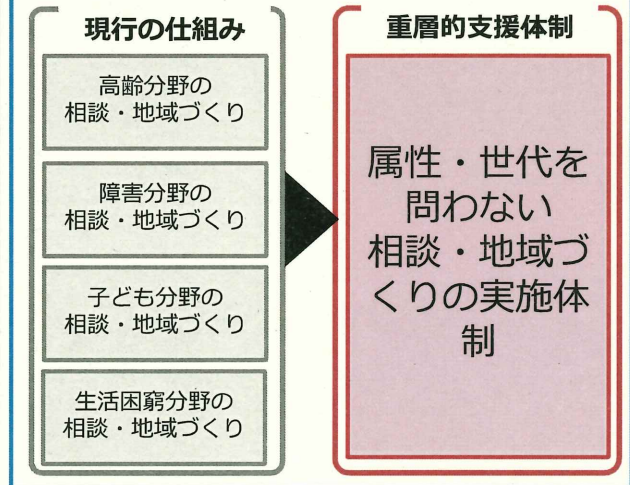 現行の仕組み
高齢分野の
相談・地域づくり
障害分野の
相談・地域づくり
子ども分野の
相談・地域づくり
生活困窮分野の
相談・地域づくり
重層的支援体制
属性・世代を
問わない
相談・地域づ
くりの実施体
制